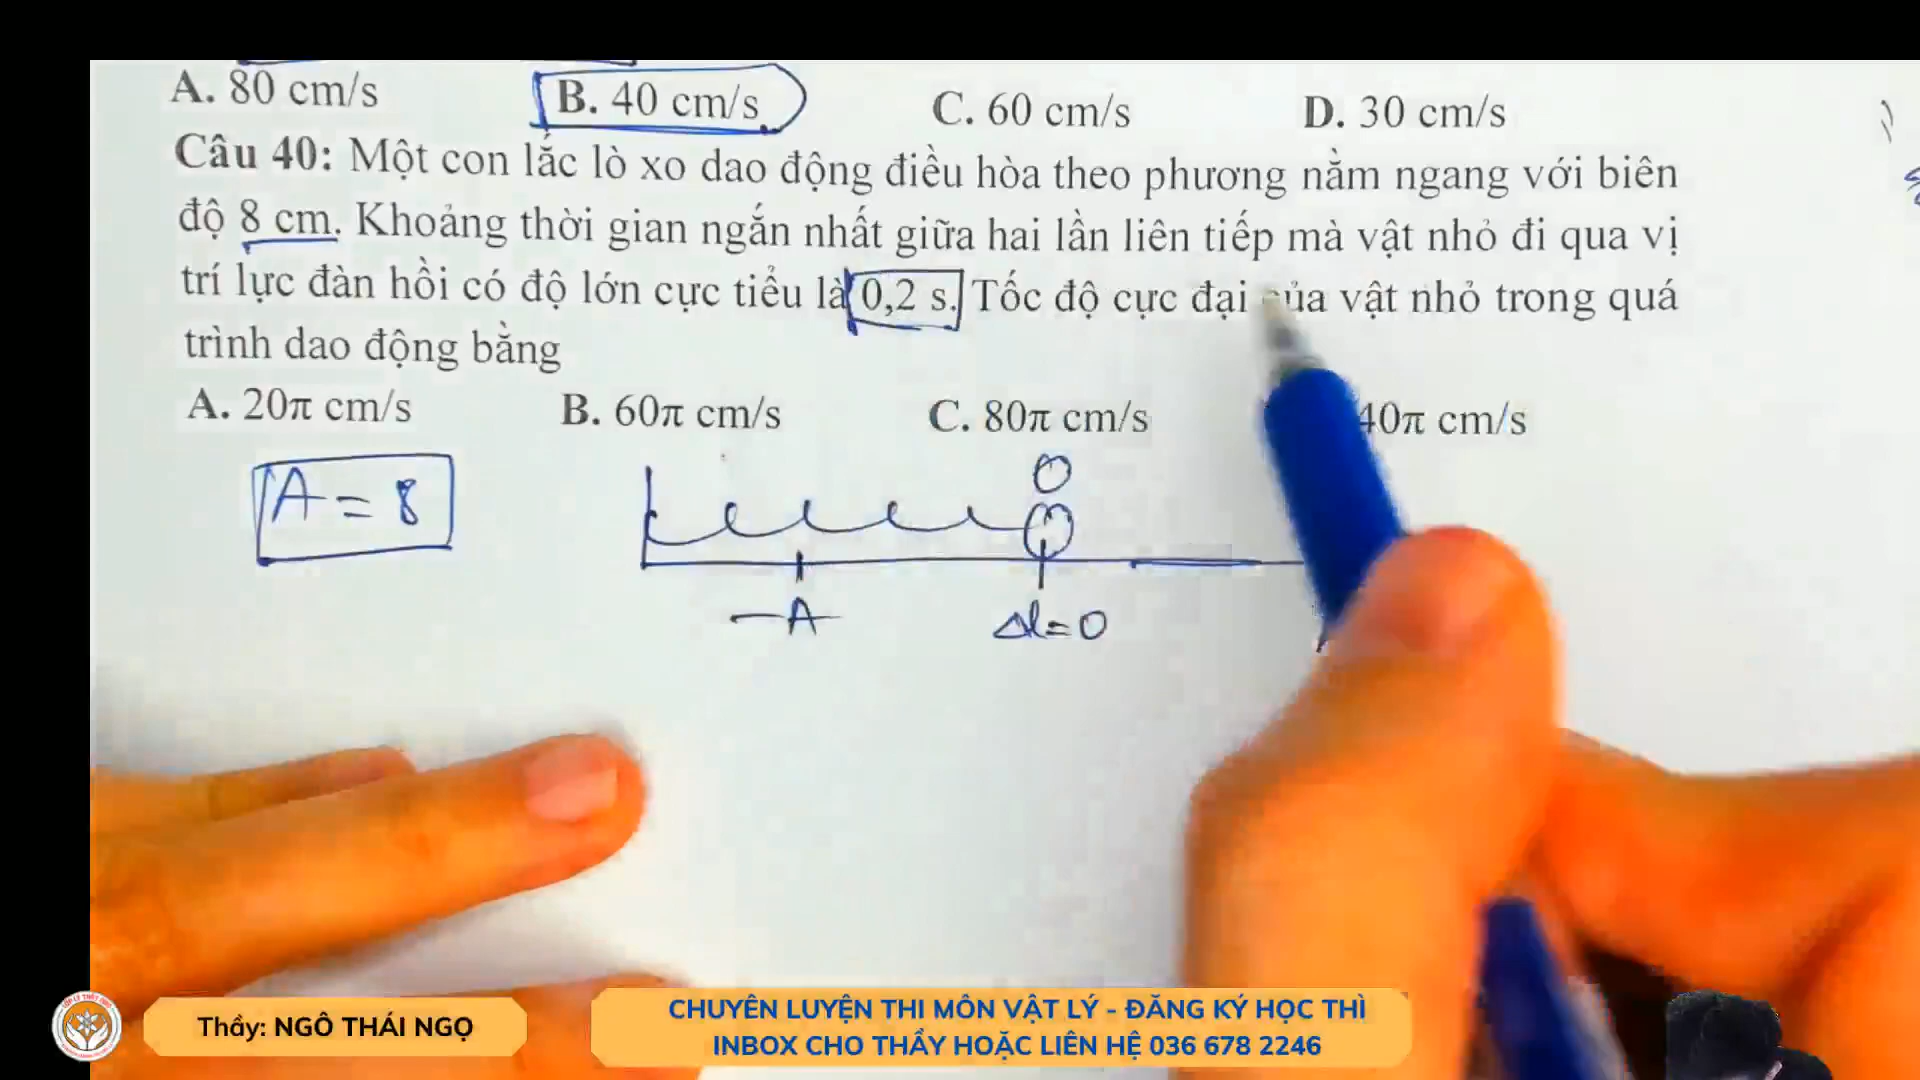 A. 80 cm/s B. 40 cm/s C. 60 cm/s D. 30 cm/s
Câu 40: Một con lắc lò xo dao động điều hòa theo phương nằm ngang với biên
độ 8 cm. Khoảng thời gian ngắn nhất giữa hai lần liên tiếp mà vật nhỏ đi qua vị
trí lực đàn hồi có độ lớn cực tiểu là 0,2 s. Tốc độ cực đại của vật nhỏ trong quá
trình dao động bằng
A. 20π cm/s B. 60π cm/s C. 80π cm/s 40π cm/s
A = 8
O
-A Δl=0
Thầy: NGÔ THÁI NGỌ
CHUYÊN LUYỆN THI MÔN VẬT LÝ - ĐĂNG KÝ HỌC THÌ
INBOX CHO THẦY HOẶC LIÊN HỆ 036 678 2246